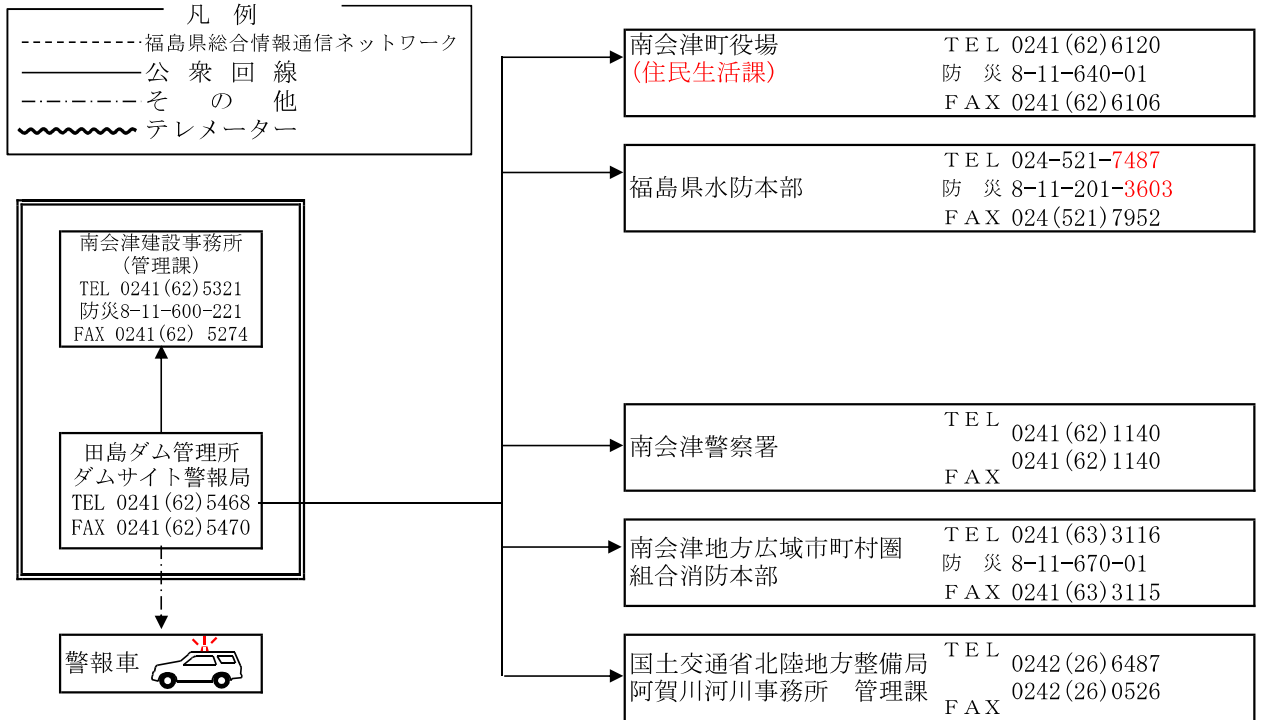 凡 例
福島県総合情報通信ネットワーク
公 衆 回 線
そ の 他
テレメーター
南会津建設事務所
(管理課)
TEL 0241(62)5321
防災8-11-600-221
FAX 0241(62) 5274
田島ダム管理所
ダムサイト警報局
TEL 0241(62)5468
FAX 0241(62)5470
警報車
南会津町役場
(住民生活課)
ＴＥＬ 0241(62)6120
防 災 8-11-640-01
ＦＡＸ 0241(62)6106
福島県水防本部
ＴＥＬ 024-521-7487
防 災 8-11-201-3603
ＦＡＸ 024(521)7952
南会津警察署
ＴＥＬ
0241(62)1140
0241(62)1140
ＦＡＸ
南会津地方広域市町村圏
組合消防本部
ＴＥＬ 0241(63)3116
防 災 8-11-670-01
ＦＡＸ 0241(63)3115
国土交通省北陸地方整備局
阿賀川河川事務所　管理課
ＴＥＬ
0242(26)6487
0242(26)0526
ＦＡＸ